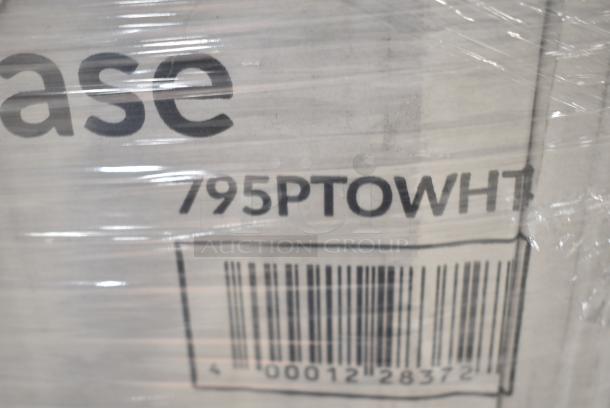 ase
795PTOWHT
AUCTION GROUP
4 00012 28372